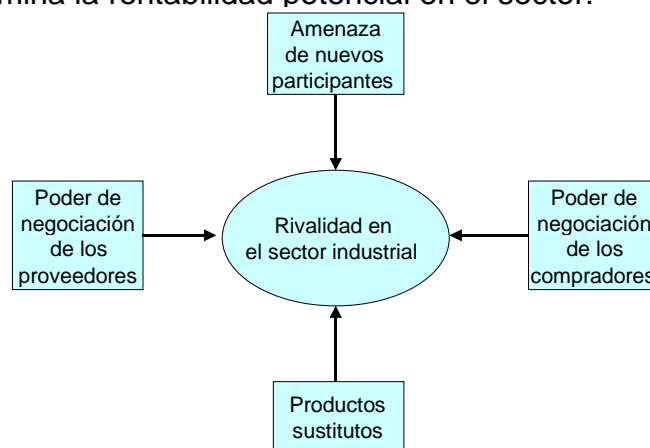 mina la rentabilidad potencial en el sector.
Amenaza
de nuevos
participantes
Poder de
negociación
de los
proveedores
Rivalidad en
el sector industrial
Poder de
negociación
de los
compradores
Productos
sustitutos